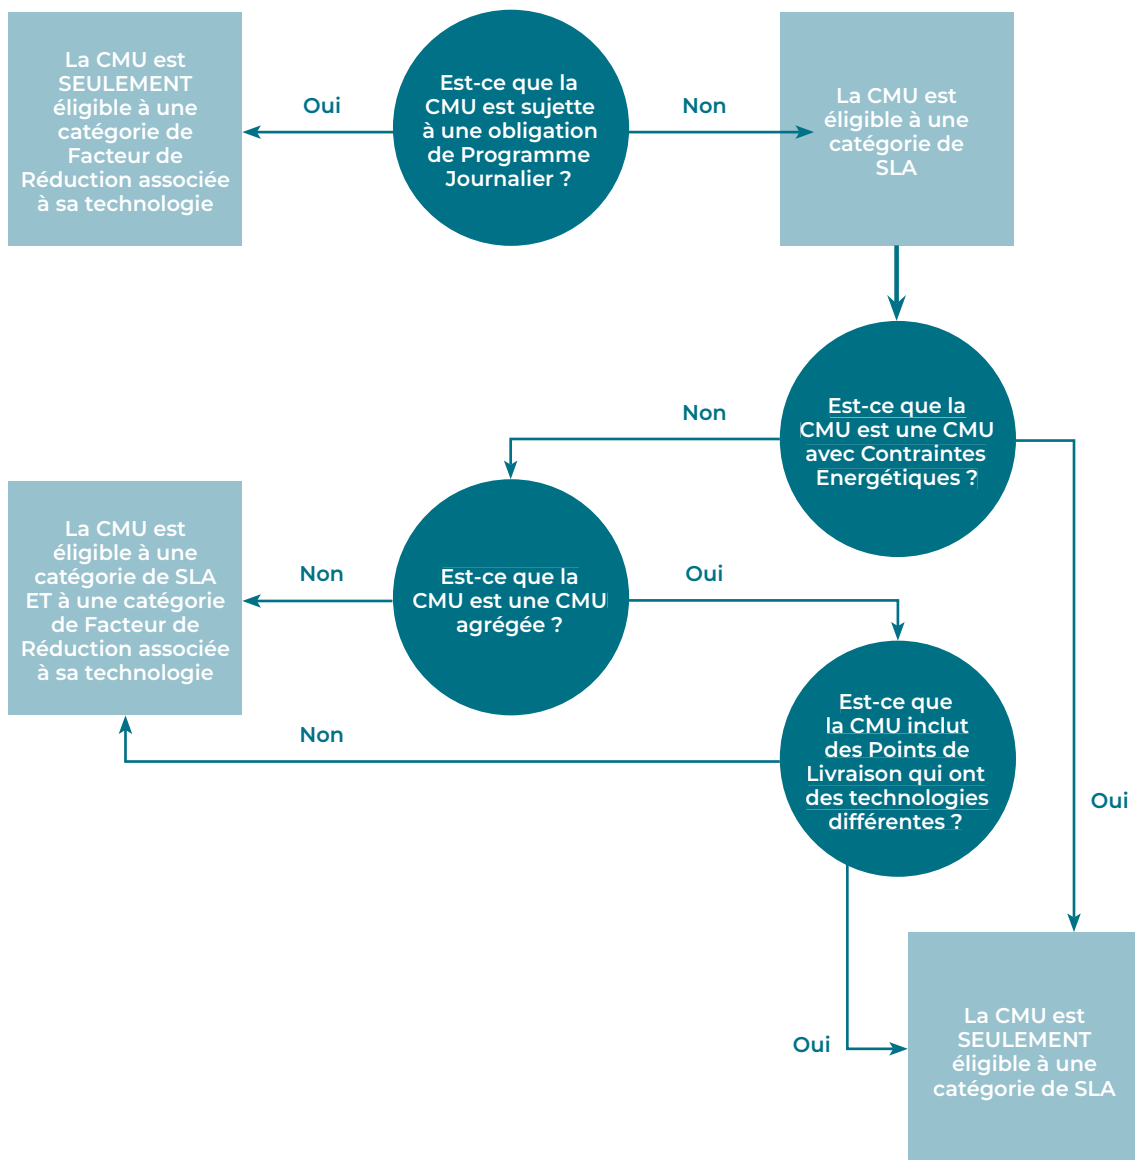 La CMU est
SEULEMENT
éligible à une
catégorie de
Facteur de
Réduction associée
à sa technologie
Oui
Est-ce que la
CMU est sujette
à une obligation
de Programme
Journalier ?
Non
La CMU est
éligible à une
catégorie de
SLA
Est-ce que la
CMU est une CMU
avec Contraintes
Energétiques ?
Non
La CMU est
éligible à une
catégorie de SLA
ET à une catégorie
de Facteur de
Réduction associée
à sa technologie
Non
Est-ce que la
CMU est une CMU
agrégée ?
Oui
Est-ce que
la CMU inclut
des Points de
Livraison qui ont
des technologies
différentes ?
Non
Oui
Oui
La CMU est
SEULEMENT
éligible à une
catégorie de SLA